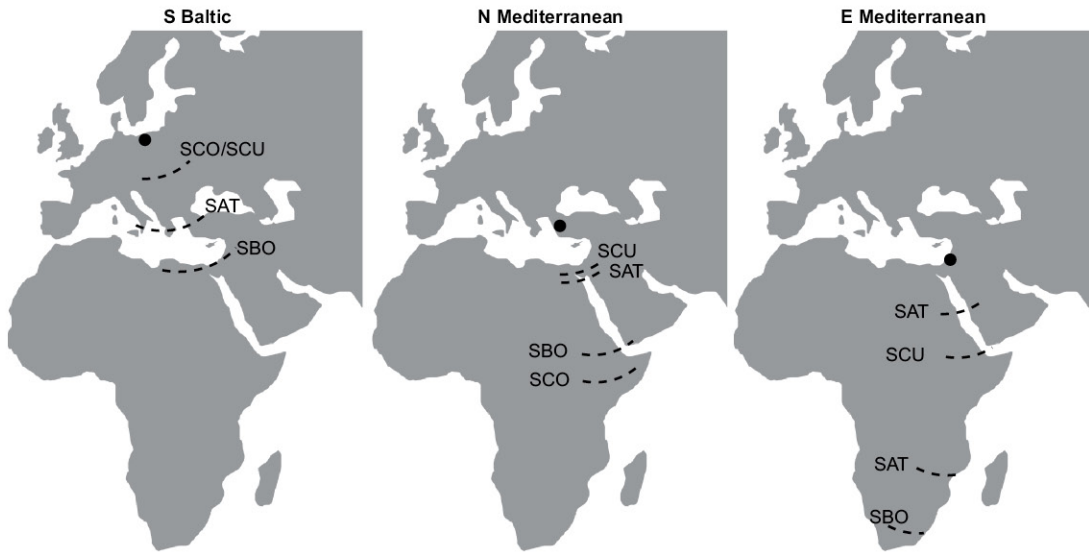 S Baltic
SCO/SCU
SAT
SBO
N Mediterranean
SCU
SAT
SBO
SCO
E Mediterranean
SAT
SCU
SAT
SBO